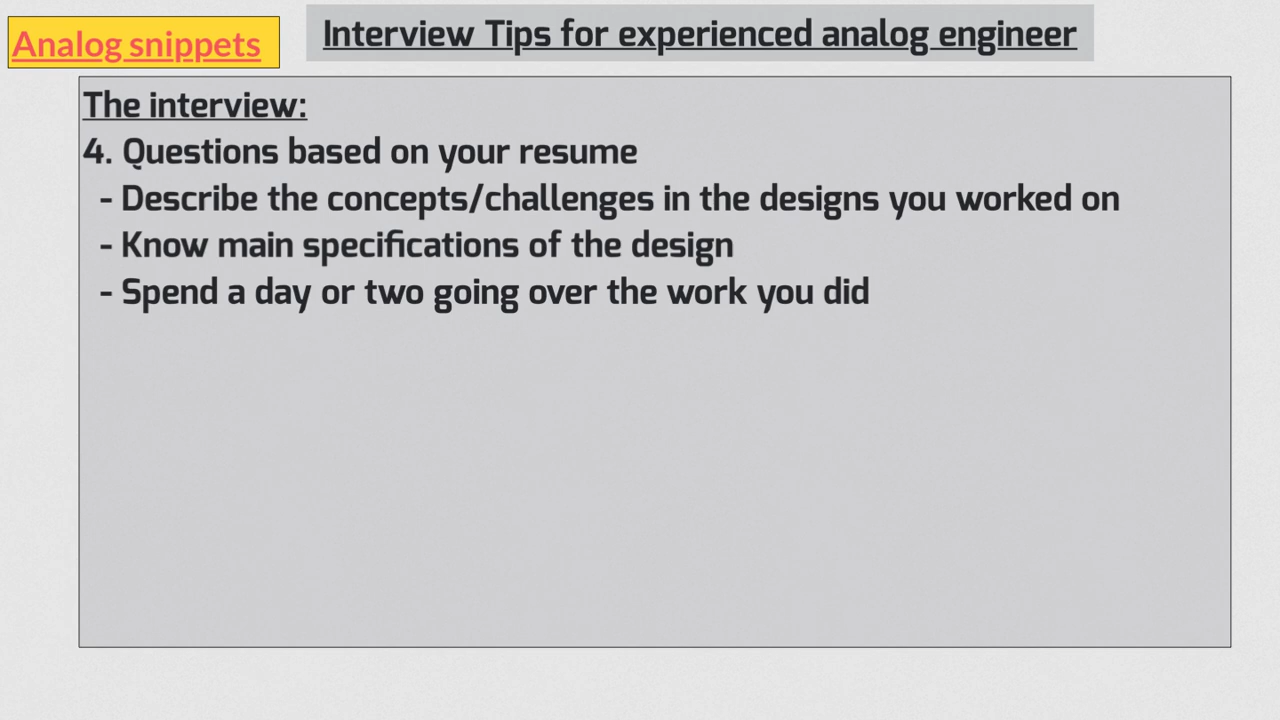 Analog snippets
Interview Tips for experienced analog engineer
The interview:
4. Questions based on your resume
- Describe the concepts/challenges in the designs you worked on
- Know main specifications of the design
- Spend a day or two going over the work you did